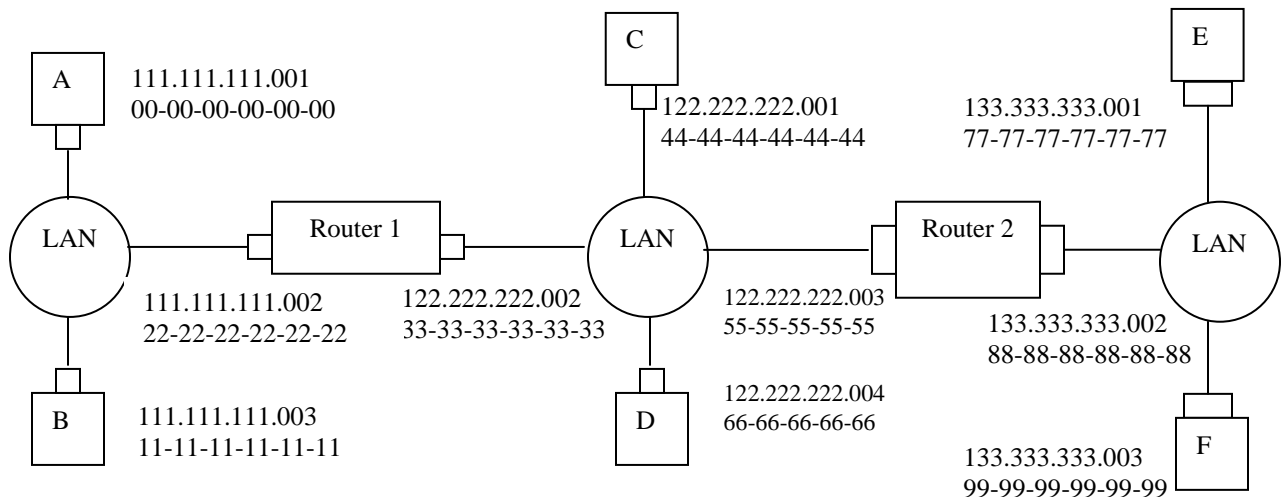 A
111.111.111.001
00-00-00-00-00-00
C
122.222.222.001
44-44-44-44-44-44
E
133.333.333.001
77-77-77-77-77-77
LAN
Router 1
LAN
Router 2
LAN
111.111.111.002
22-22-22-22-22-22
122.222.222.002
33-33-33-33-33-33
122.222.222.003
55-55-55-55-55
133.333.333.002
88-88-88-88-88-88
B
111.111.111.003
11-11-11-11-11-11
D
122.222.222.004
66-66-66-66-66
F
133.333.333.003
99-99-99-99-99-99